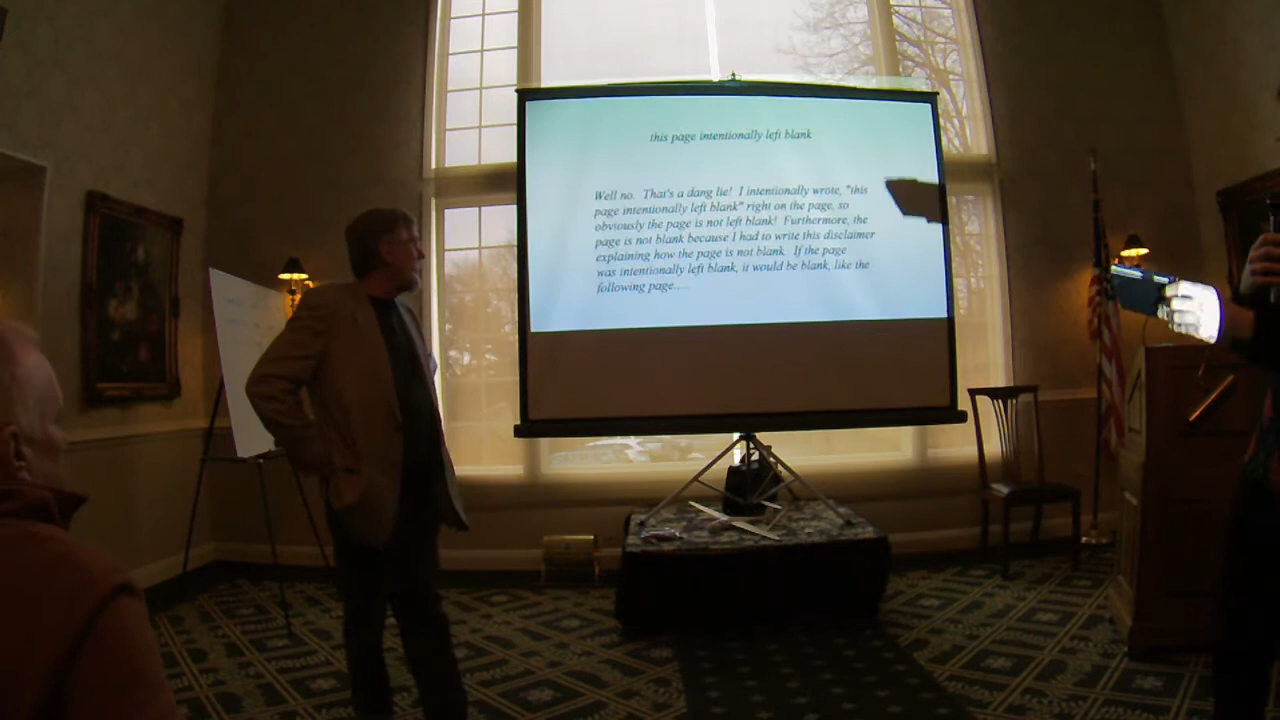 this page intentionally left blank
Well no. That's a dang lie! I intentionally wrote, "this
page intentionally left blank" right on the page, so
obviously the page is not left blank! Furthermore, the
page is not blank because I had to write this disclaimer
explaining how the page is not blank. If the page
was intentionally left blank, it would be blank, like the
following page.....